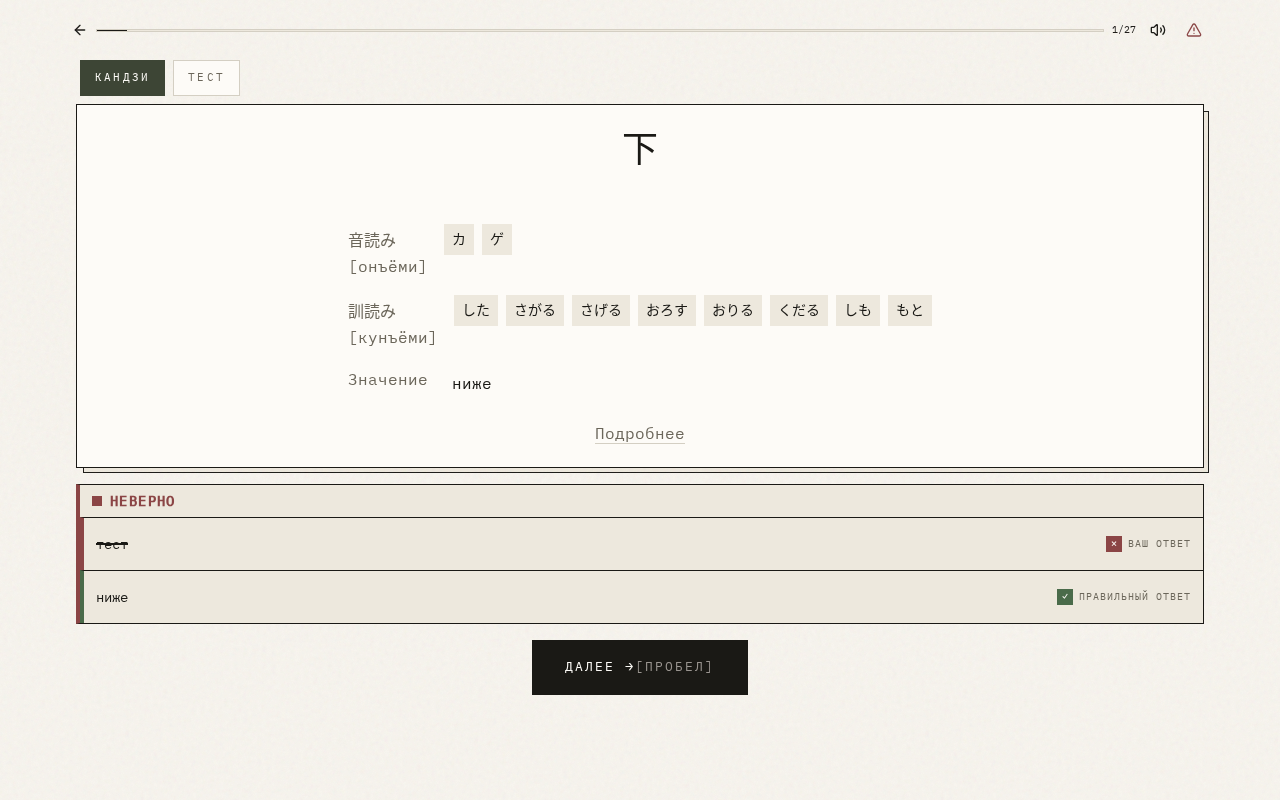 1/27
КАНДЗИ ТЕСТ
下
音読み カ ゲ
[онъёми]
訓読み した さがる さげる おろす おりる くだる しも もと
[кунъёми]
Значение ниже
Подробнее
НЕВЕРНО
тест × ВАШ ОТВЕТ
ниже ✓ ПРАВИЛЬНЫЙ ОТВЕТ
ДАЛЕЕ →[ПРОБЕЛ]